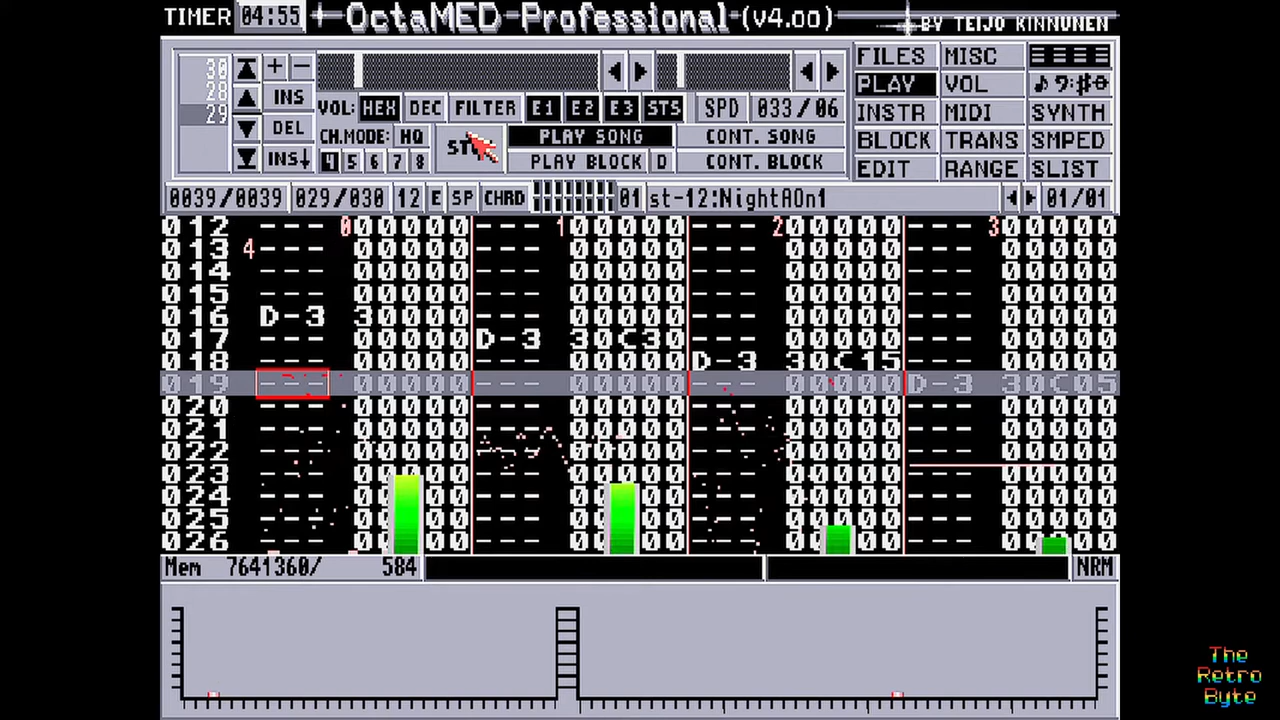 TIMER 04:55 OctaMED Professional (v4.00) BY TEIJO KINNUNEN
30 + − FILES MISC
28 INS VOL: HEX DEC FILTER E1 E2 E3 STS SPD 033/06 PLAY VOL
29 DEL CH.MODE: HQ PLAY SONG CONT. SONG INSTR MIDI SYNTH
INS↓ 4 5 6 7 8 PLAY BLOCK D CONT. BLOCK BLOCK TRANS SMPED
EDIT RANGE SLIST
0039/0039 029/030 12 E SP CHRD 01 st-12:NightAOn1 01/01
012 --- 0 00000 --- 1 00000 --- 2 00000 --- 3 00000
013 4 --- 00000 --- 00000 --- 00000 --- 00000
014 --- 00000 --- 00000 --- 00000 --- 00000
015 --- 00000 --- 00000 --- 00000 --- 00000
016 D-3 30000 --- 00000 --- 00000 --- 00000
017 --- 00000 D-3 30C30 --- 00000 --- 00000
018 --- 00000 --- 00000 D-3 30C15 --- 00000
019 --- 00000 --- 00000 --- 00000 D-3 30C05
020 --- 00000 --- 00000 --- 00000 --- 00000
021 --- 00000 --- 00000 --- 00000 --- 00000
022 --- 00000 --- 00000 --- 00000 --- 00000
023 --- 00000 --- 00000 --- 00000 --- 00000
024 --- 00000 --- 00000 --- 00000 --- 00000
025 --- 00000 --- 00000 --- 00000 --- 00000
026 --- 00000 --- 00000 --- 00000 --- 00000
Mem 7641360/ 584 NRM
The
Retro
Byte